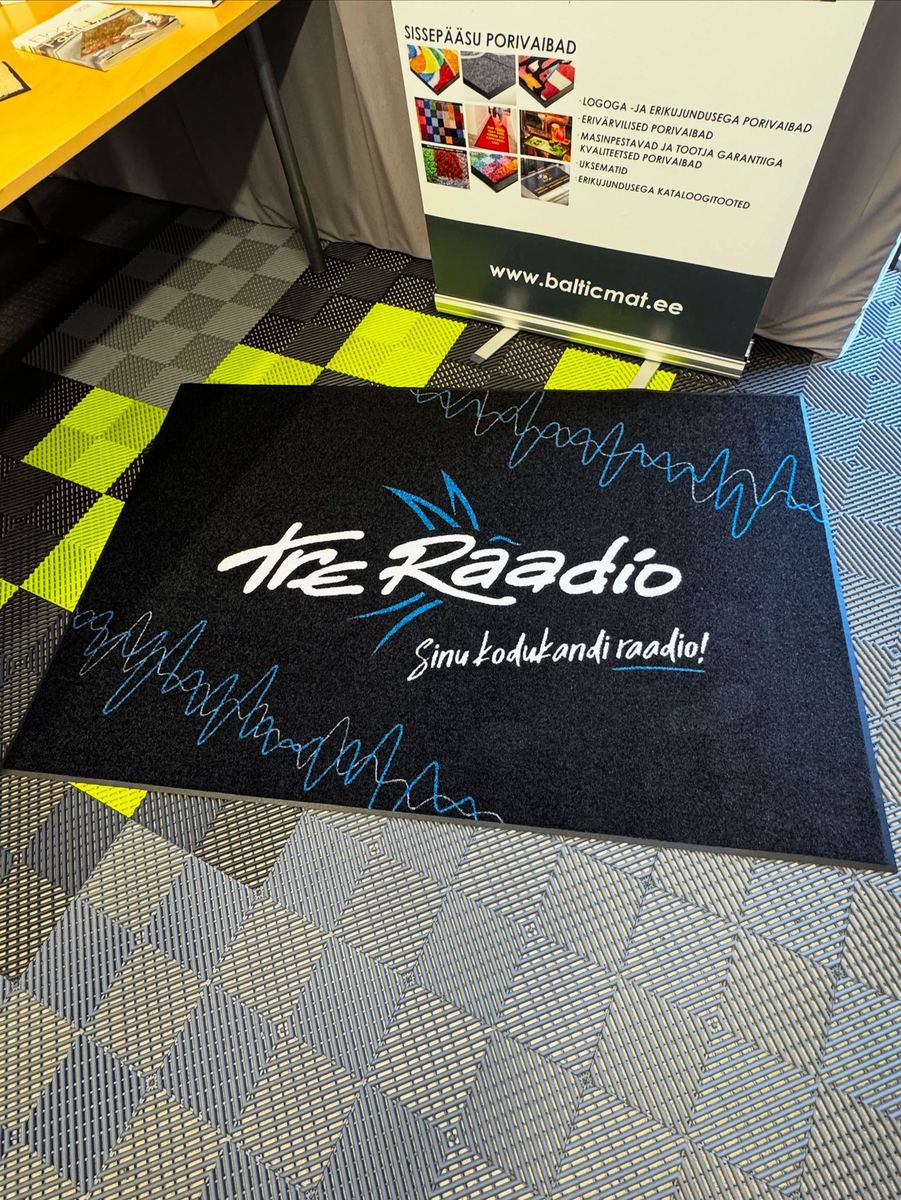 SISSEPÄÄSU PORIVAIBAD
· LOGOGA -JA ERIKUJUNDUSEGA PORIVAIBAD
· ERIVÄRVILISED PORIVAIBAD
· MASINPESTAVAD JA TOOTJA GARANTIIGA
KVALITEETSED PORIVAIBAD
· UKSEMATID
· ERIKUJUNDUSEGA KATALOOGITOOTED
www.balticmat.ee
Tre Raadio
Sinu kodukandi raadio!